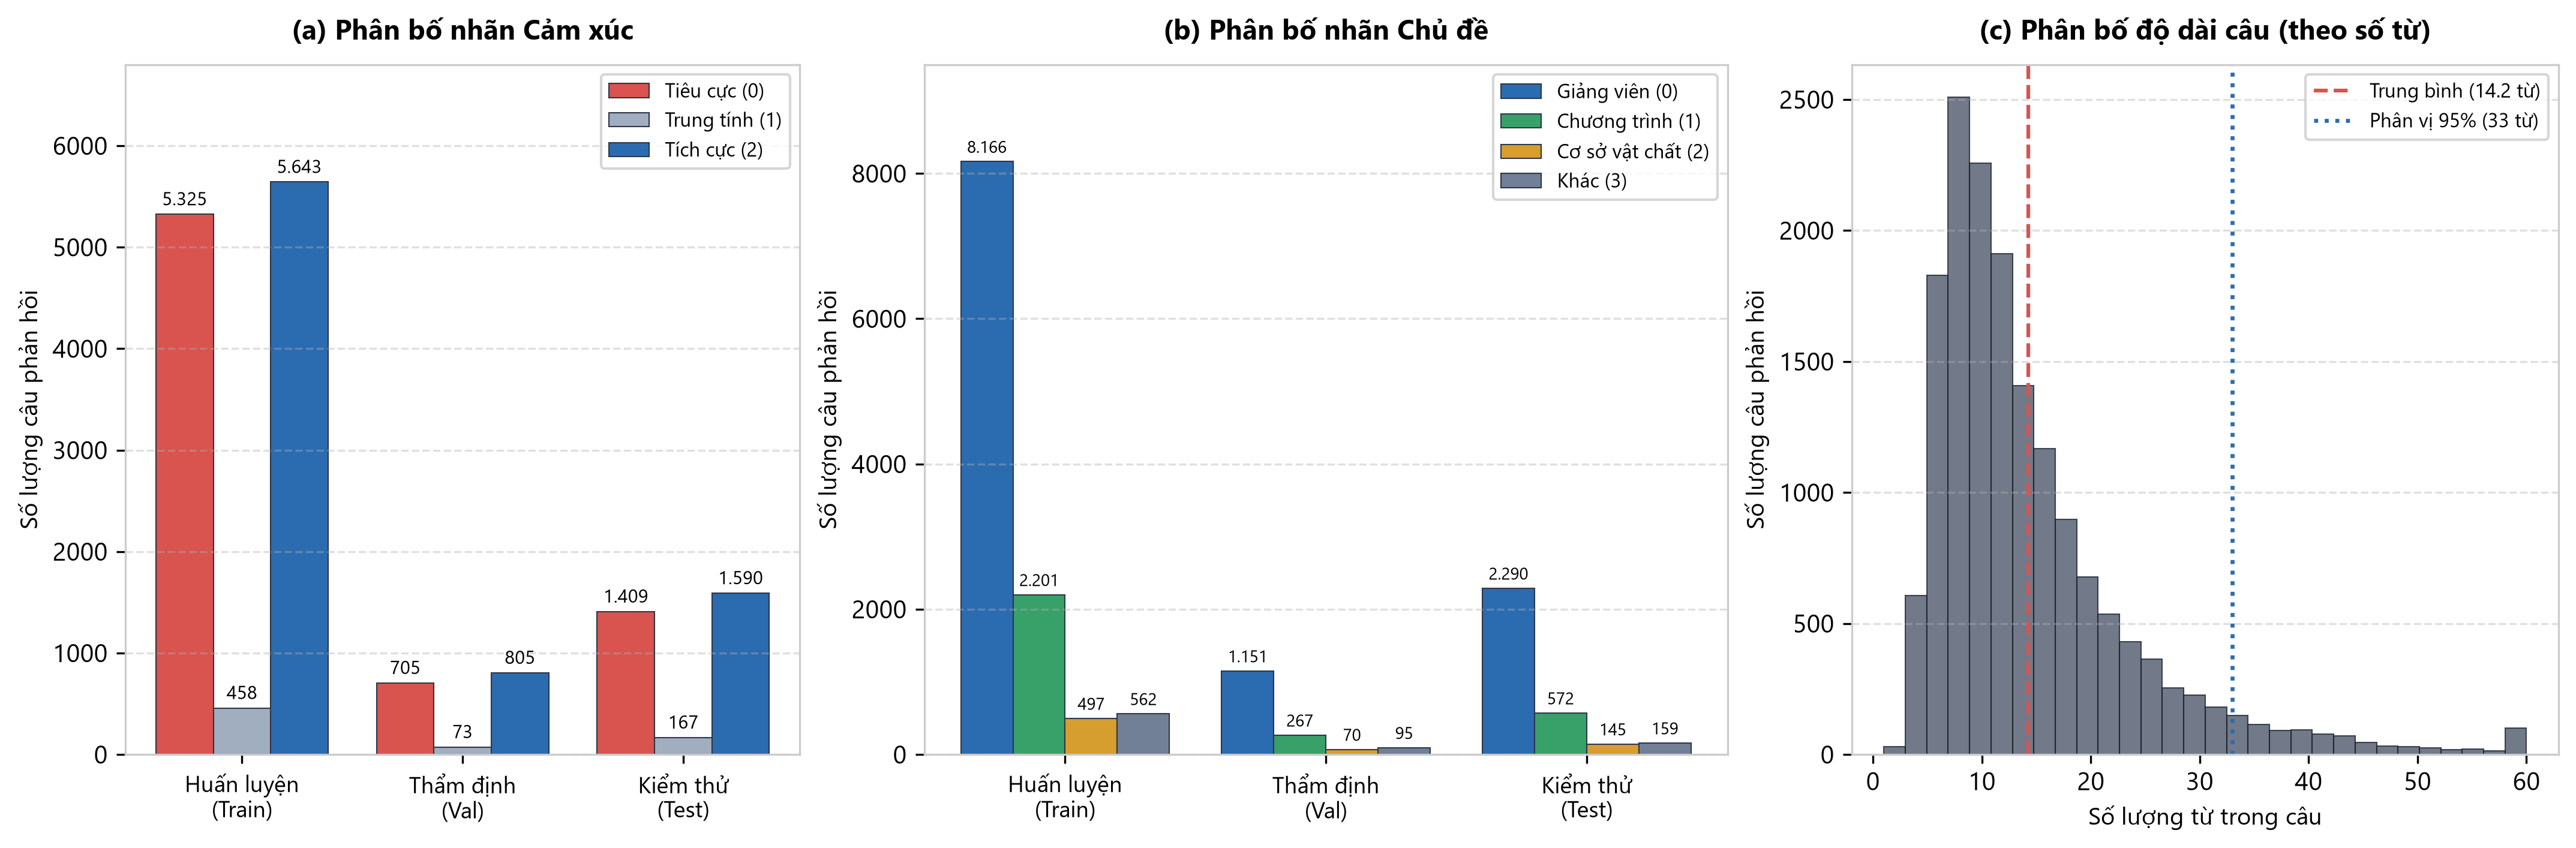 (a) Phân bố nhãn Cảm xúc
Số lượng câu phản hồi
6000
5000
4000
3000
2000
1000
0
Tiêu cực (0)
Trung tính (1)
Tích cực (2)
5.325
458
5.643
705
73
805
1.409
167
1.590
Huấn luyện
(Train)
Thẩm định
(Val)
Kiểm thử
(Test)
(b) Phân bố nhãn Chủ đề
Số lượng câu phản hồi
8000
6000
4000
2000
0
Giảng viên (0)
Chương trình (1)
Cơ sở vật chất (2)
Khác (3)
8.166
2.201
497
562
1.151
267
70
95
2.290
572
145
159
Huấn luyện
(Train)
Thẩm định
(Val)
Kiểm thử
(Test)
(c) Phân bố độ dài câu (theo số từ)
Số lượng câu phản hồi
2500
2000
1500
1000
500
0
Trung bình (14.2 từ)
Phân vị 95% (33 từ)
0
10
20
30
40
50
60
Số lượng từ trong câu